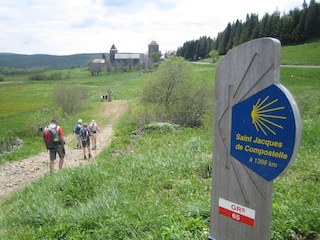 Saint Jacques
de Compostelle
à 1399 km
GR®
65